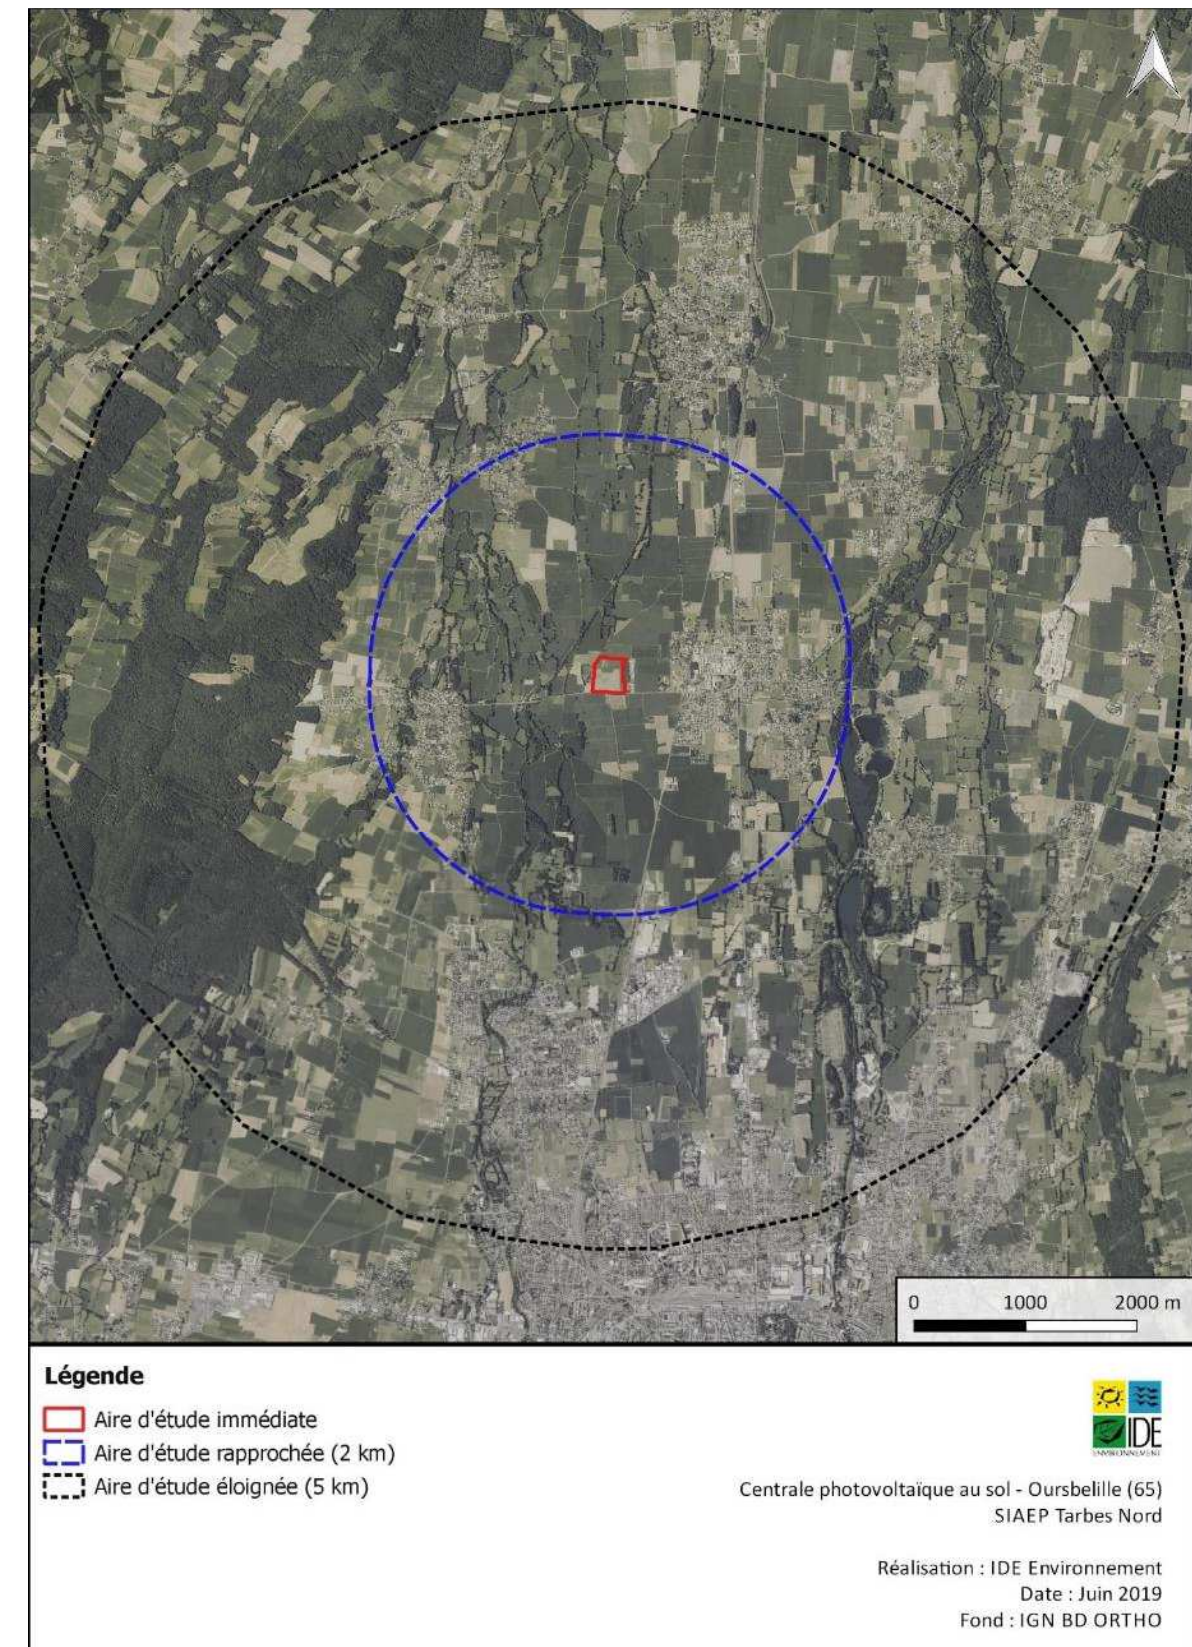 0 1000 2000 m
Légende
Aire d'étude immédiate
Aire d'étude rapprochée (2 km)
Aire d'étude éloignée (5 km)
IDE
ENVIRONNEMENT
Centrale photovoltaïque au sol - Oursbelille (65)
SIAEP Tarbes Nord
Réalisation : IDE Environnement
Date : Juin 2019
Fond : IGN BD ORTHO